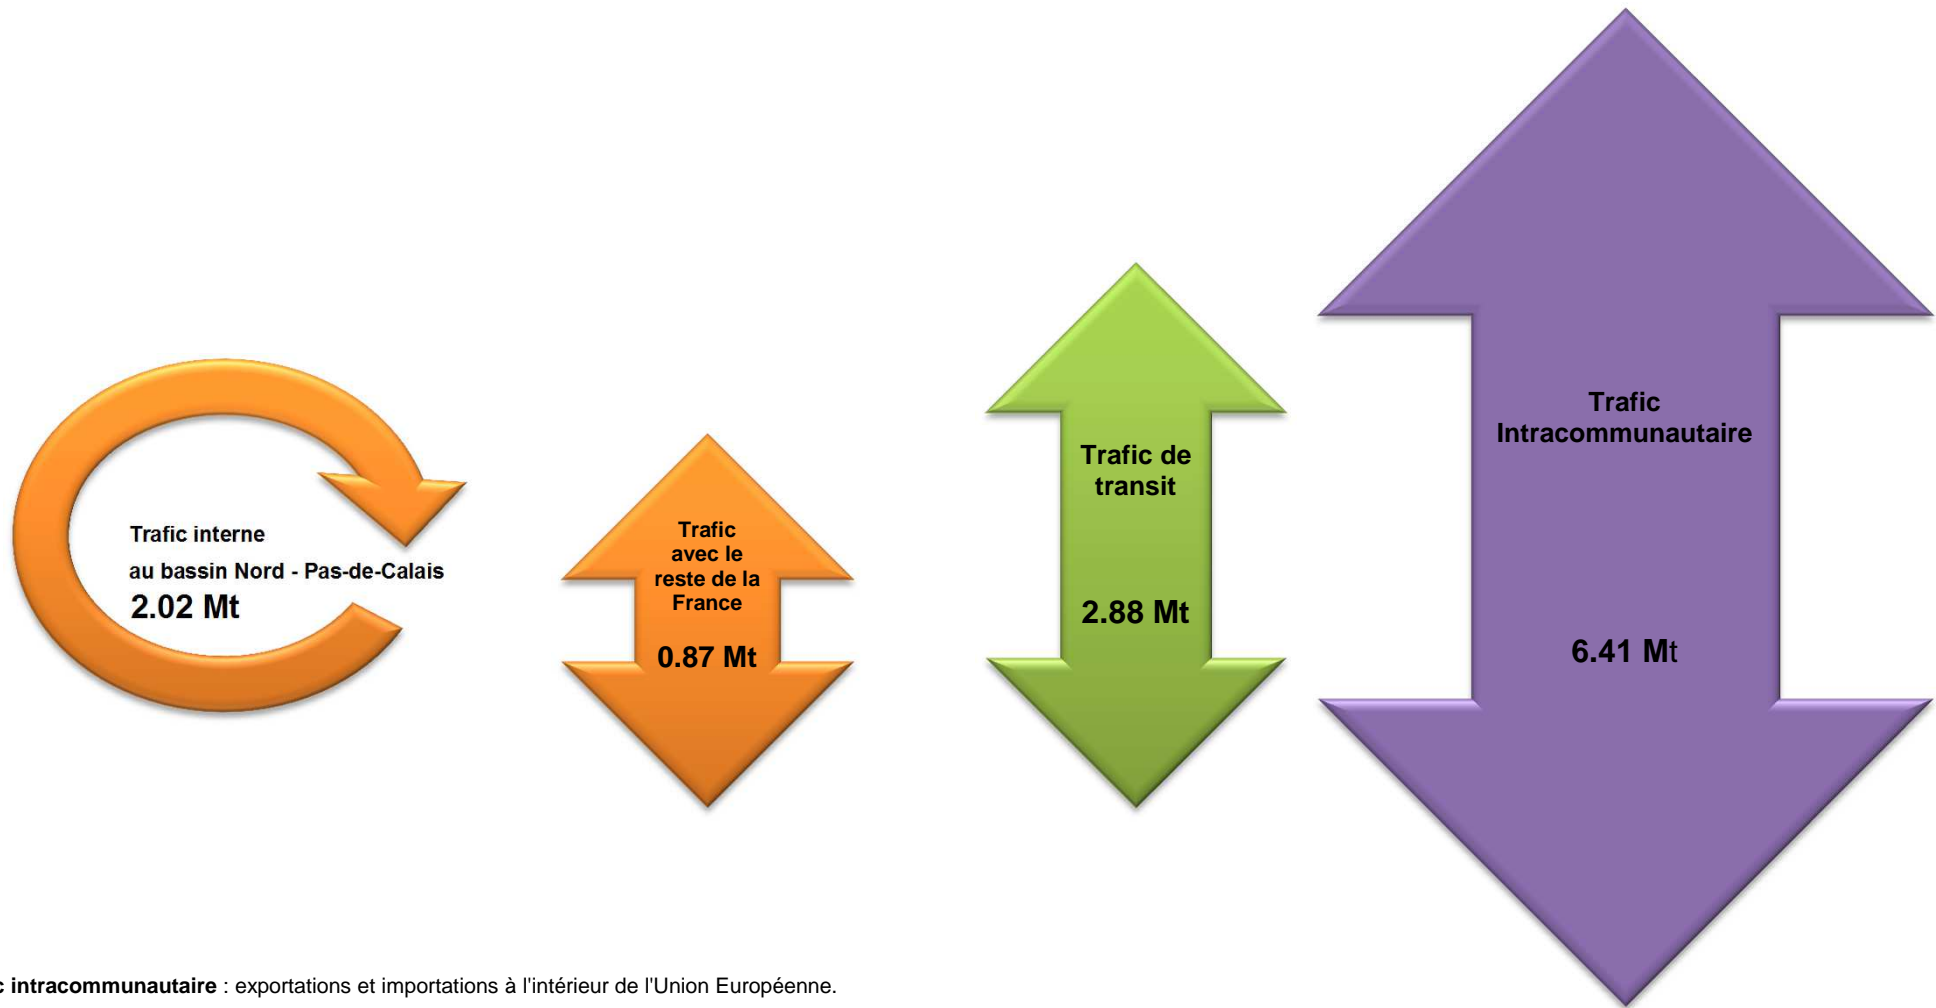 Trafic interne
au bassin Nord - Pas-de-Calais
2.02 Mt
Trafic
avec le
reste de la
France
0.87 Mt
Trafic de
transit
2.88 Mt
Trafic
Intracommunautaire
6.41 Mt
intracommunautaire : exportations et importations à l'intérieur de l'Union Européenne.